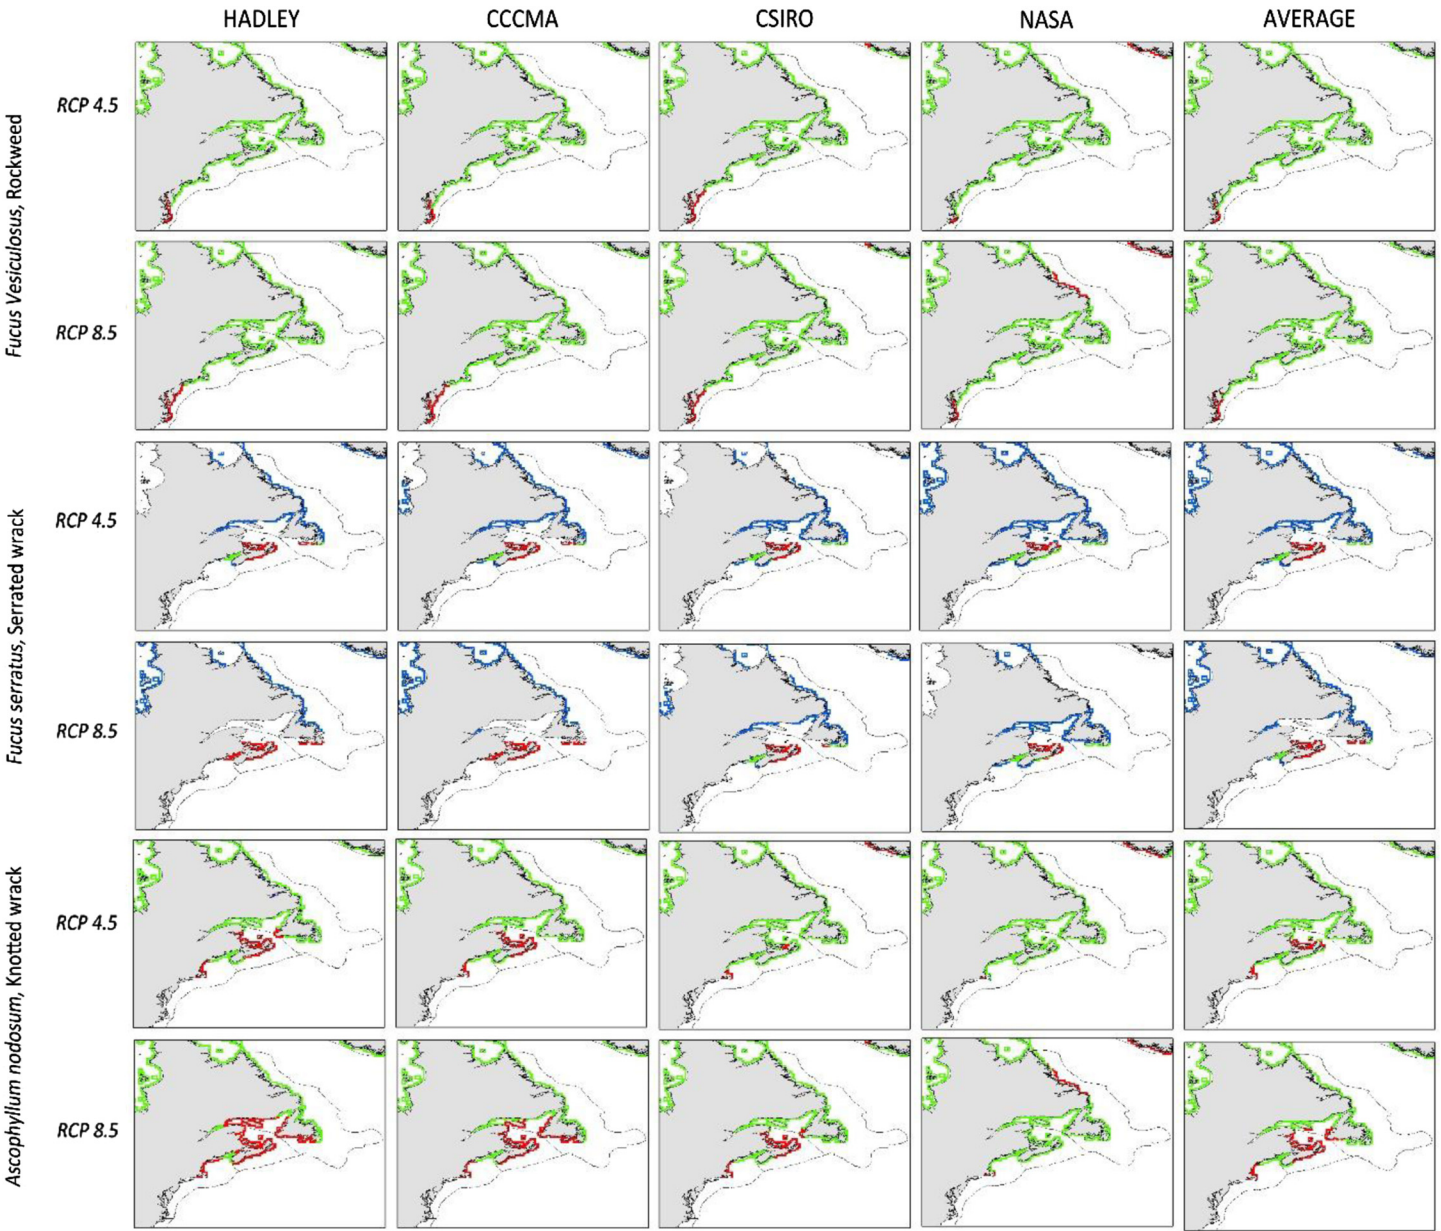 HADLEY CCCMA CSIRO NASA AVERAGE
Fucus Vesiculosus, Rockweed
RCP 4.5
RCP 8.5
Fucus serratus, Serrated wrack
RCP 4.5
RCP 8.5
Ascophyllum nodosum, Knotted wrack
RCP 4.5
RCP 8.5